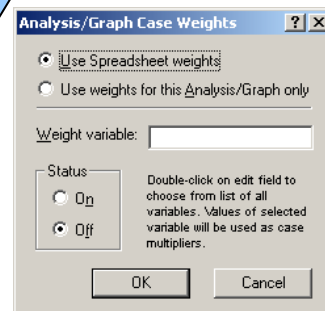 Analysis/Graph Case Weights
Use Spreadsheet weights
Use weights for this Analysis/Graph only
Weight variable:
Status
On
Off
Double-click on edit field to
choose from list of all
variables. Values of selected
variable will be used as case
multipliers.
OK Cancel